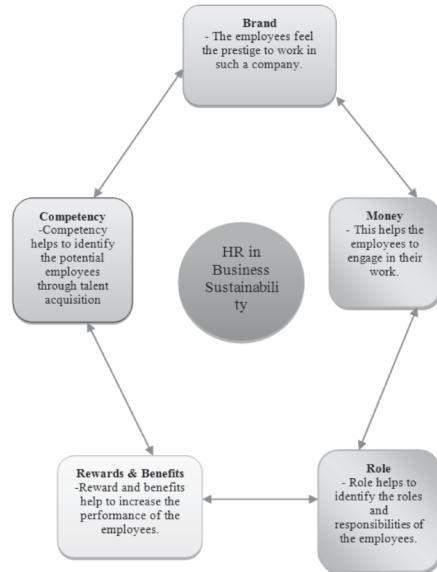 Brand
- The employees feel
the prestige to work in
such a company.
Competency
-Competency
helps to identify
the potential
employees
through talent
acquisition
HR in
Business
Sustainabili
ty
Money
- This helps the
employees to
engage in their
work.
Rewards & Benefits
-Reward and benefits
help to increase the
performance of the
employees.
Role
- Role helps to
identify the roles
and
responsibilities of
the employees.